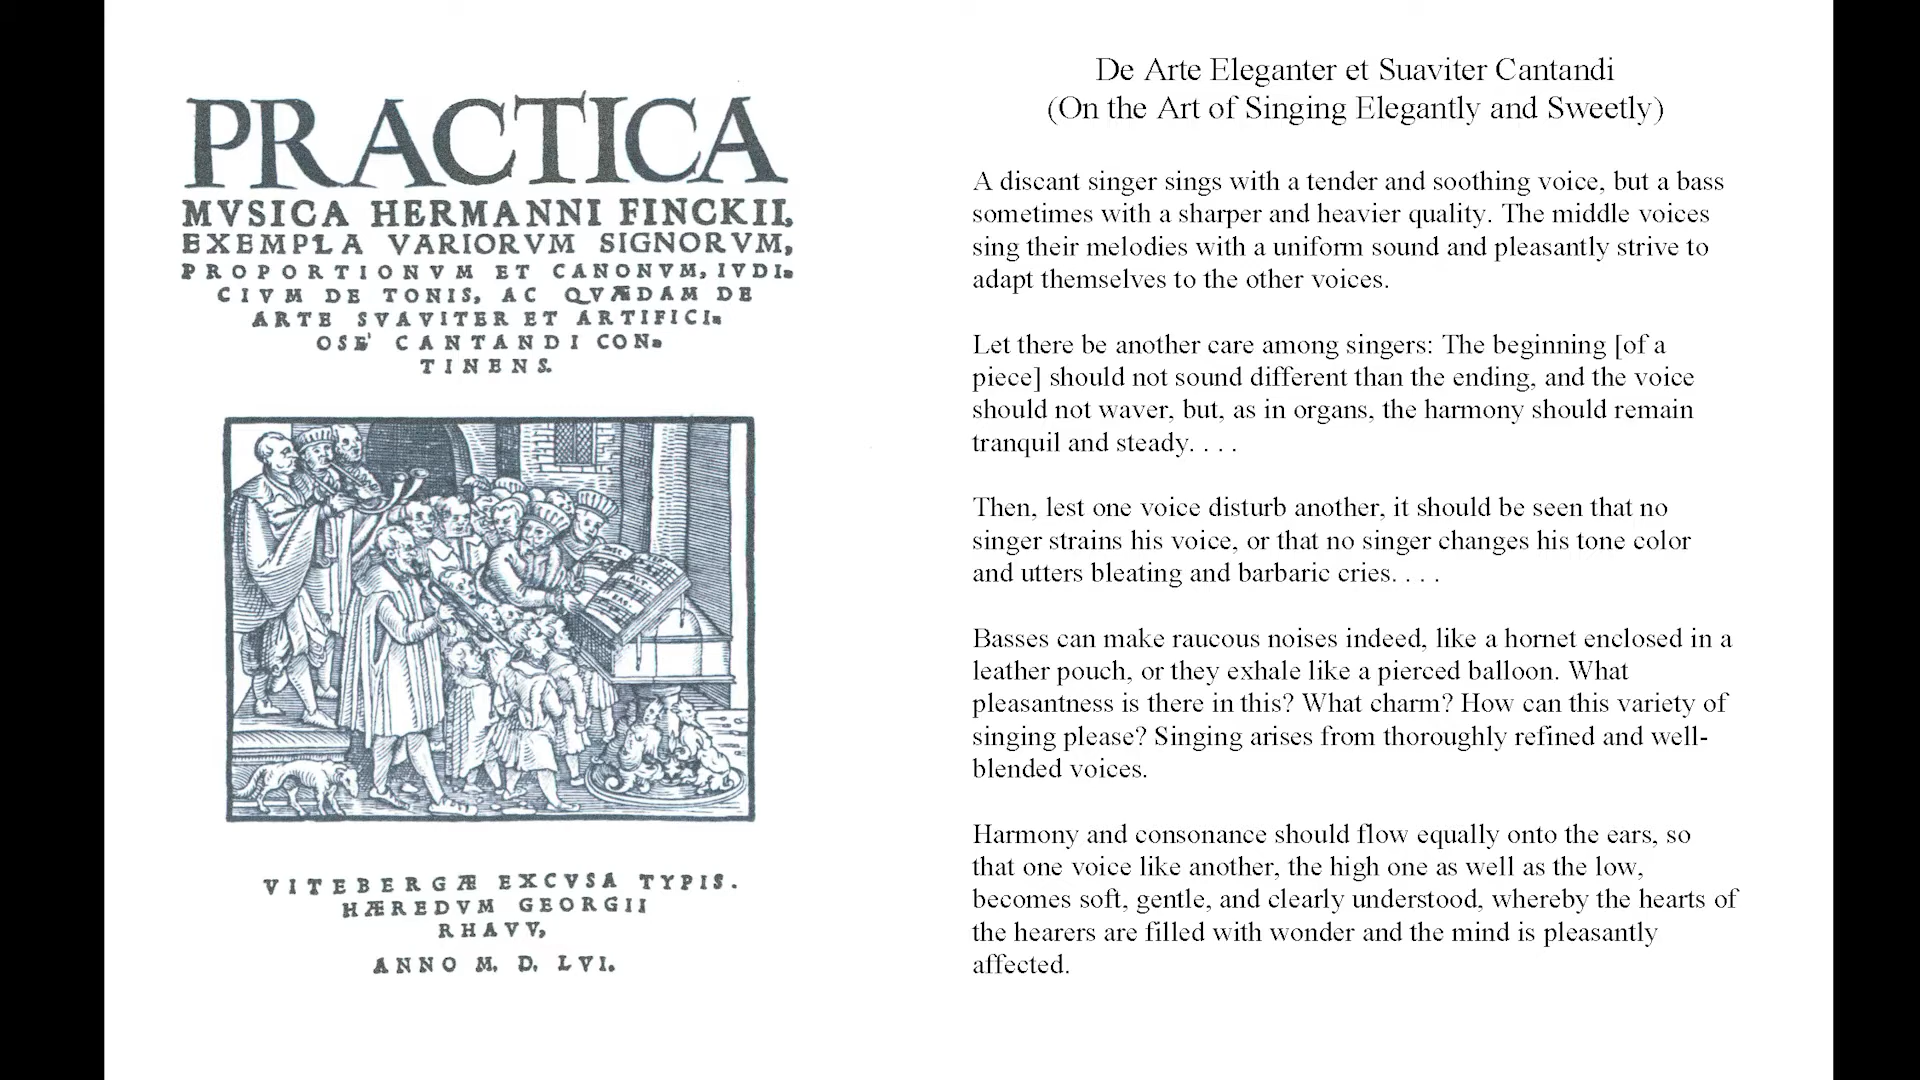 PRACTICA
MVSICA HERMANNI FINCKII,
EXEMPLA VARIORVM SIGNORVM,
PROPORTIONVM ET CANONVM, IVDI=
CIVM DE TONIS, AC QVÆDAM DE
ARTE SVAVITER ET ARTIFICI=
OSE' CANTANDI CON=
TINENS.
DISC
ALT
BAS
VITEBERGÆ EXCVSA TYPIS.
HÆREDVM GEORGII
RHAVV,
ANNO M. D. LVI.
De Arte Eleganter et Suaviter Cantandi
(On the Art of Singing Elegantly and Sweetly)
A discant singer sings with a tender and soothing voice, but a bass
sometimes with a sharper and heavier quality. The middle voices
sing their melodies with a uniform sound and pleasantly strive to
adapt themselves to the other voices.
Let there be another care among singers: The beginning [of a
piece] should not sound different than the ending, and the voice
should not waver, but, as in organs, the harmony should remain
tranquil and steady. . . .
Then, lest one voice disturb another, it should be seen that no
singer strains his voice, or that no singer changes his tone color
and utters bleating and barbaric cries. . . .
Basses can make raucous noises indeed, like a hornet enclosed in a
leather pouch, or they exhale like a pierced balloon. What
pleasantness is there in this? What charm? How can this variety of
singing please? Singing arises from thoroughly refined and well-
blended voices.
Harmony and consonance should flow equally onto the ears, so
that one voice like another, the high one as well as the low,
becomes soft, gentle, and clearly understood, whereby the hearts of
the hearers are filled with wonder and the mind is pleasantly
affected.